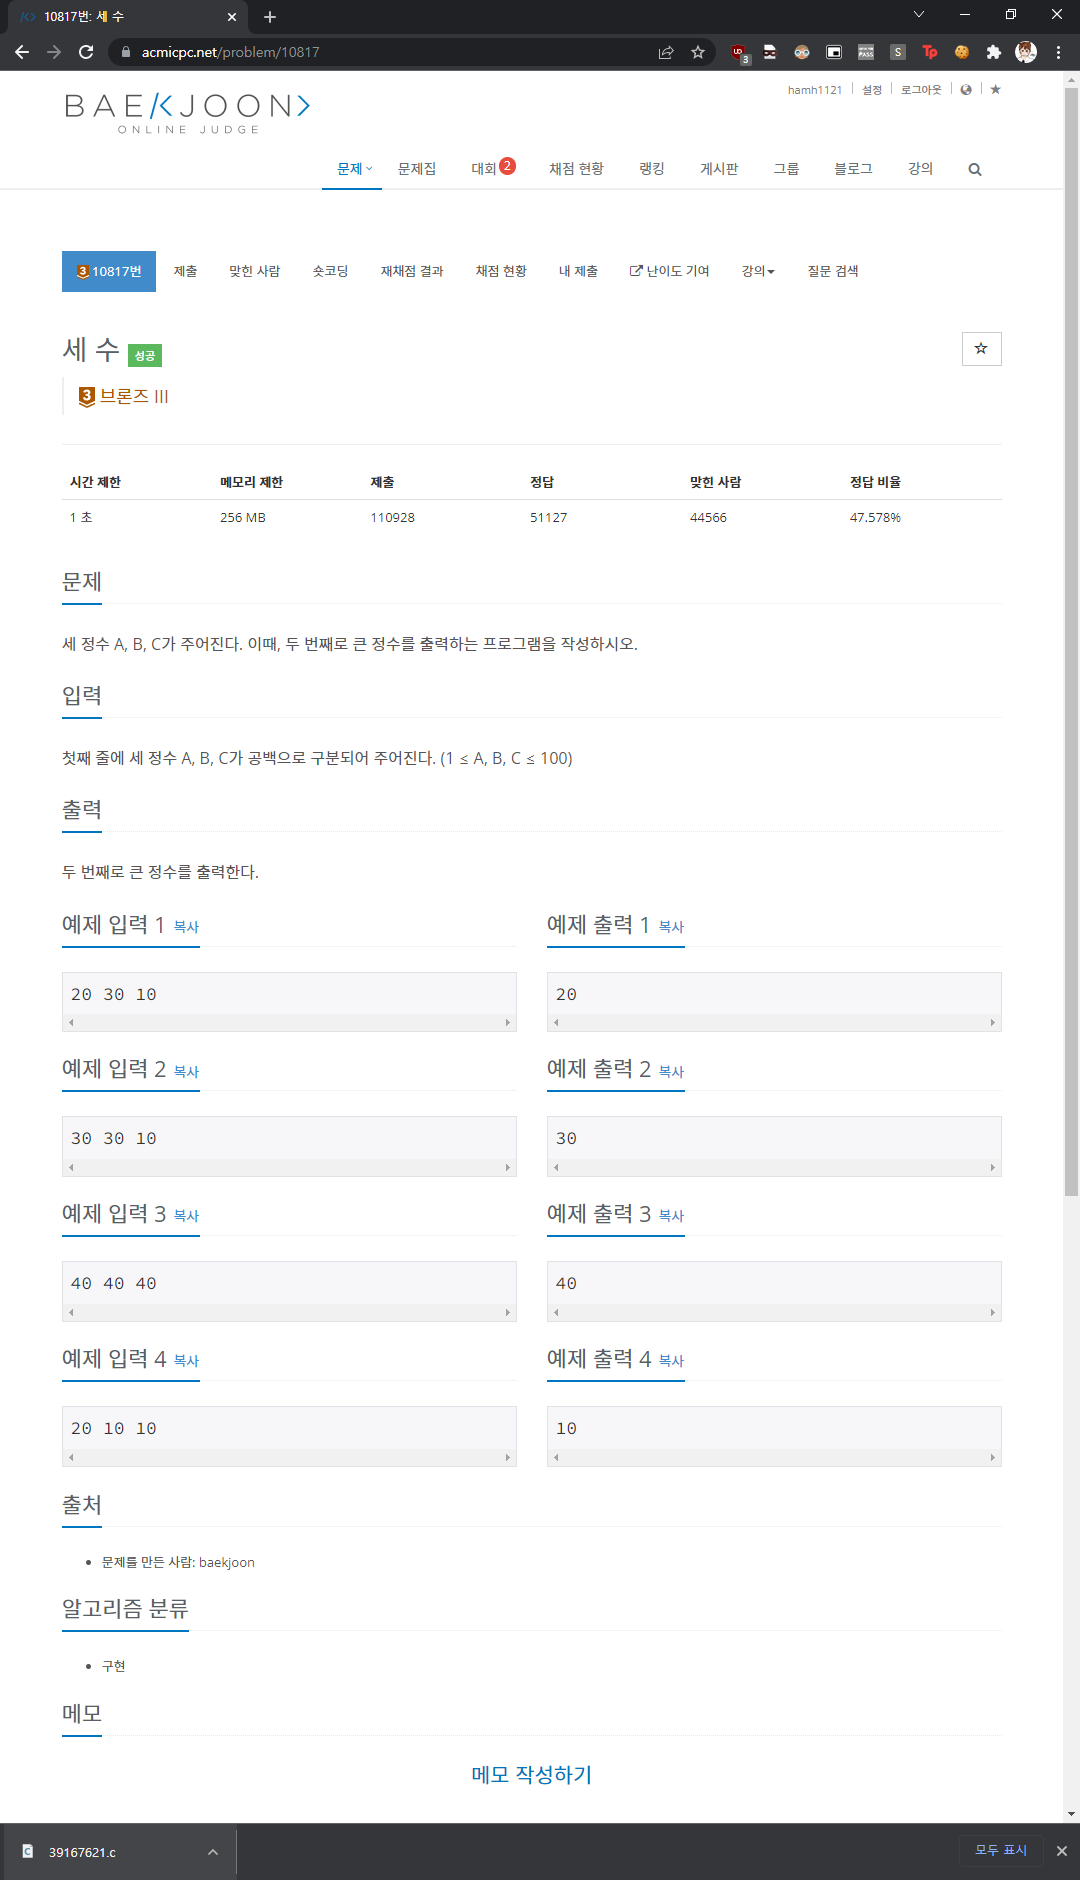 10817번: 세 수
acmicpc.net/problem/10817
3
S
Tp
BAEKJOON>
ONLINE JUDGE
hamh1121 설정 로그아웃
문제 문제집 대회 2 채점 현황 랭킹 게시판 그룹 블로그 강의
3 10817번 제출 맞힌 사람 숏코딩 재채점 결과 채점 현황 내 제출 난이도 기여 강의 질문 검색
세 수 성공
3 브론즈 III
시간 제한 메모리 제한 제출 정답 맞힌 사람 정답 비율
1 초 256 MB 110928 51127 44566 47.578%
문제
세 정수 A, B, C가 주어진다. 이때, 두 번째로 큰 정수를 출력하는 프로그램을 작성하시오.
입력
첫째 줄에 세 정수 A, B, C가 공백으로 구분되어 주어진다. (1 ≤ A, B, C ≤ 100)
출력
두 번째로 큰 정수를 출력한다.
예제 입력 1 복사 예제 출력 1 복사
20 30 10 20
예제 입력 2 복사 예제 출력 2 복사
30 30 10 30
예제 입력 3 복사 예제 출력 3 복사
40 40 40 40
예제 입력 4 복사 예제 출력 4 복사
20 10 10 10
출처
• 문제를 만든 사람: baekjoon
알고리즘 분류
• 구현
메모
메모 작성하기
39167621.c 모두 표시